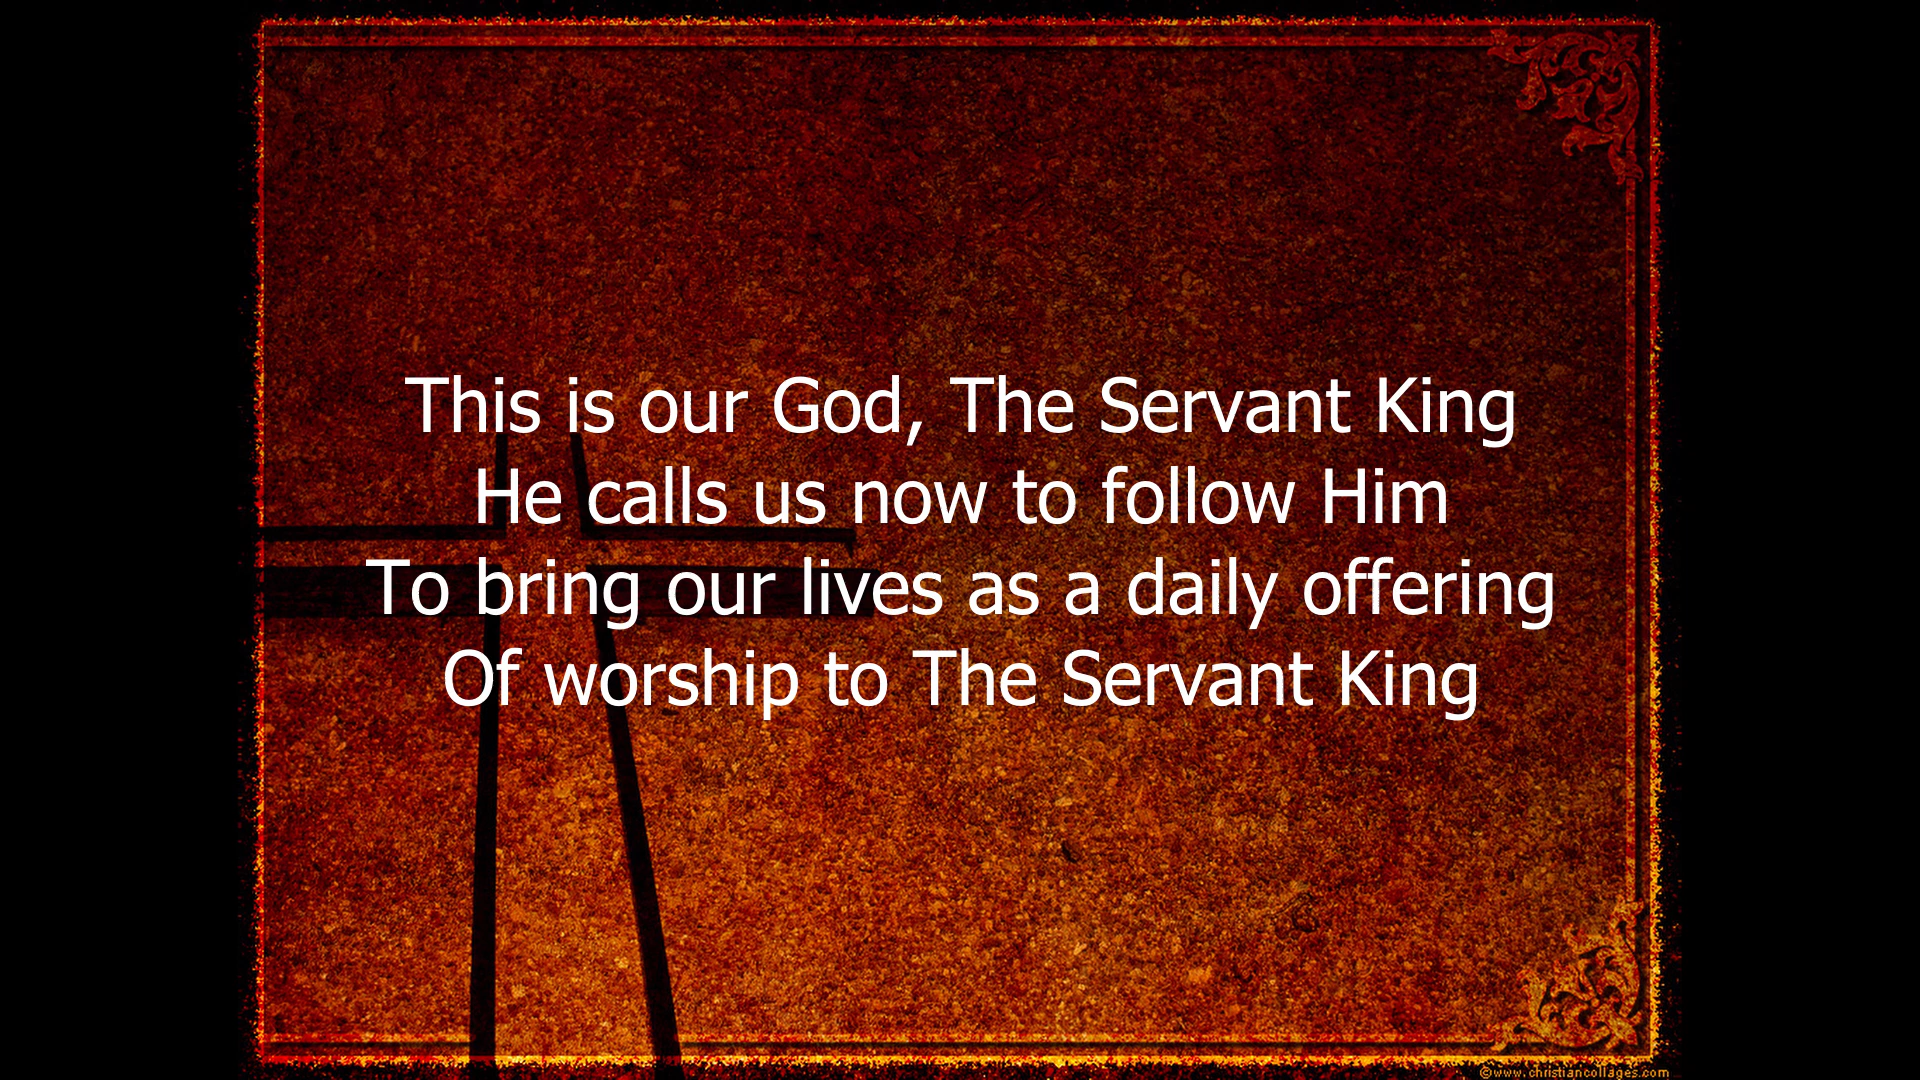 This is our God, The Servant King
He calls us now to follow Him
To bring our lives as a daily offering
Of worship to The Servant King
©www.christiancollages.com